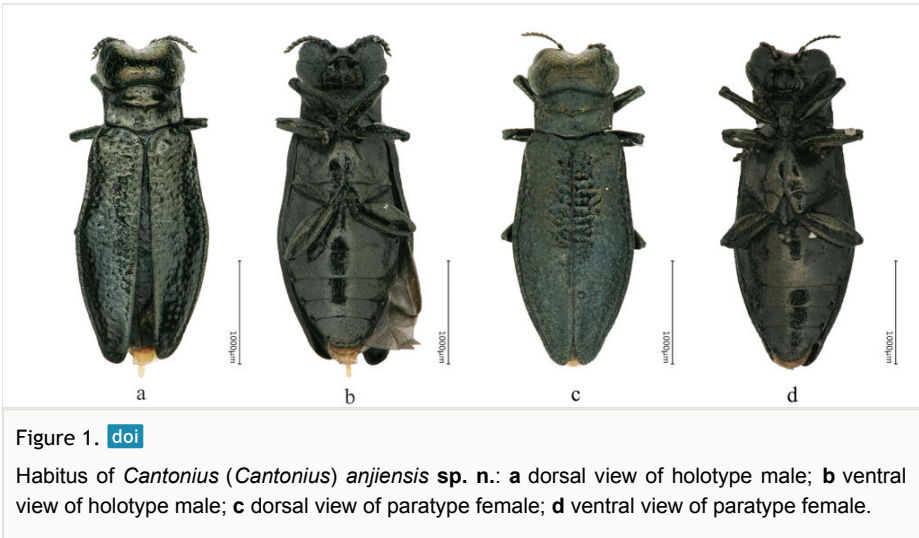 1000μm
1000μm
1000μm
1000μm
a
b
c
d
Figure 1. doi
Habitus of Cantonius (Cantonius) anjiensis sp. n.: a dorsal view of holotype male; b ventral
view of holotype male; c dorsal view of paratype female; d ventral view of paratype female.